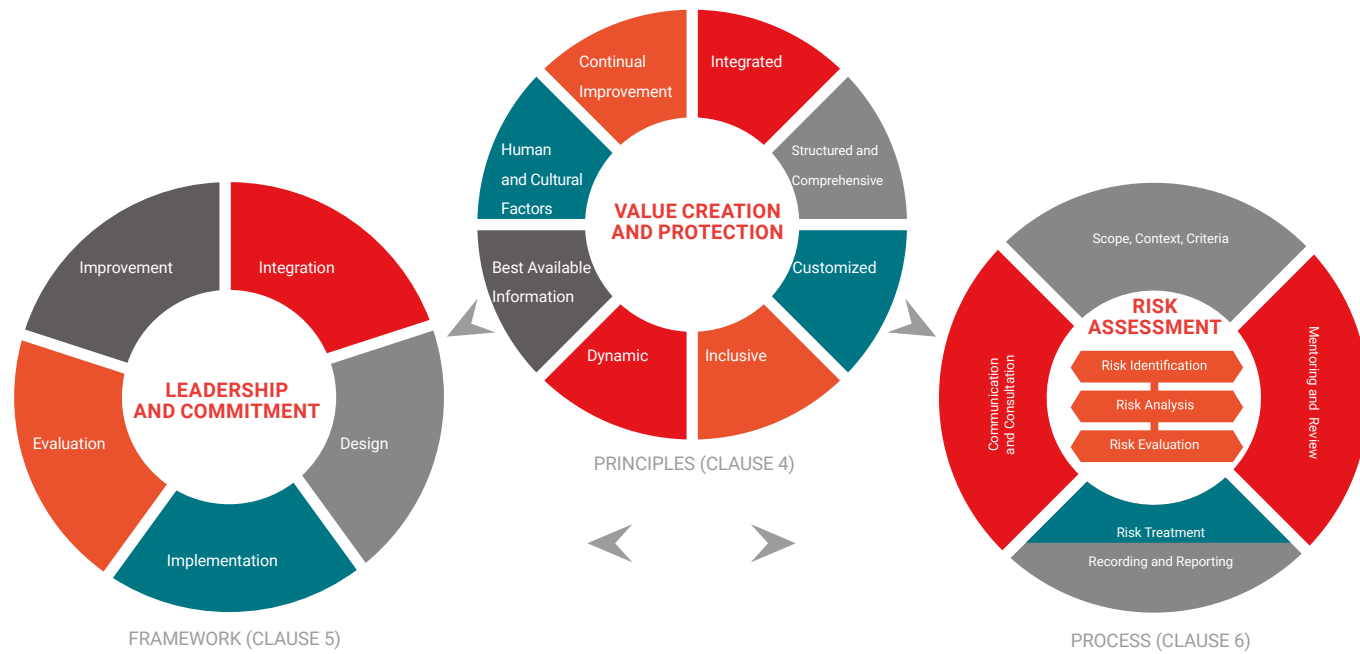 Continual
Improvement
Integrated
Structured and
Comprehensive
Customized
Inclusive
Dynamic
Best Available
Information
Human
and Cultural
Factors
VALUE CREATION
AND PROTECTION
PRINCIPLES (CLAUSE 4)
Improvement
Integration
Design
Implementation
Evaluation
LEADERSHIP
AND COMMITMENT
FRAMEWORK (CLAUSE 5)
Scope, Context, Criteria
Communication
and Consultation
RISK
ASSESSMENT
Risk Identification
Risk Analysis
Risk Evaluation
Mentoring and Review
Risk Treatment
Recording and Reporting
PROCESS (CLAUSE 6)